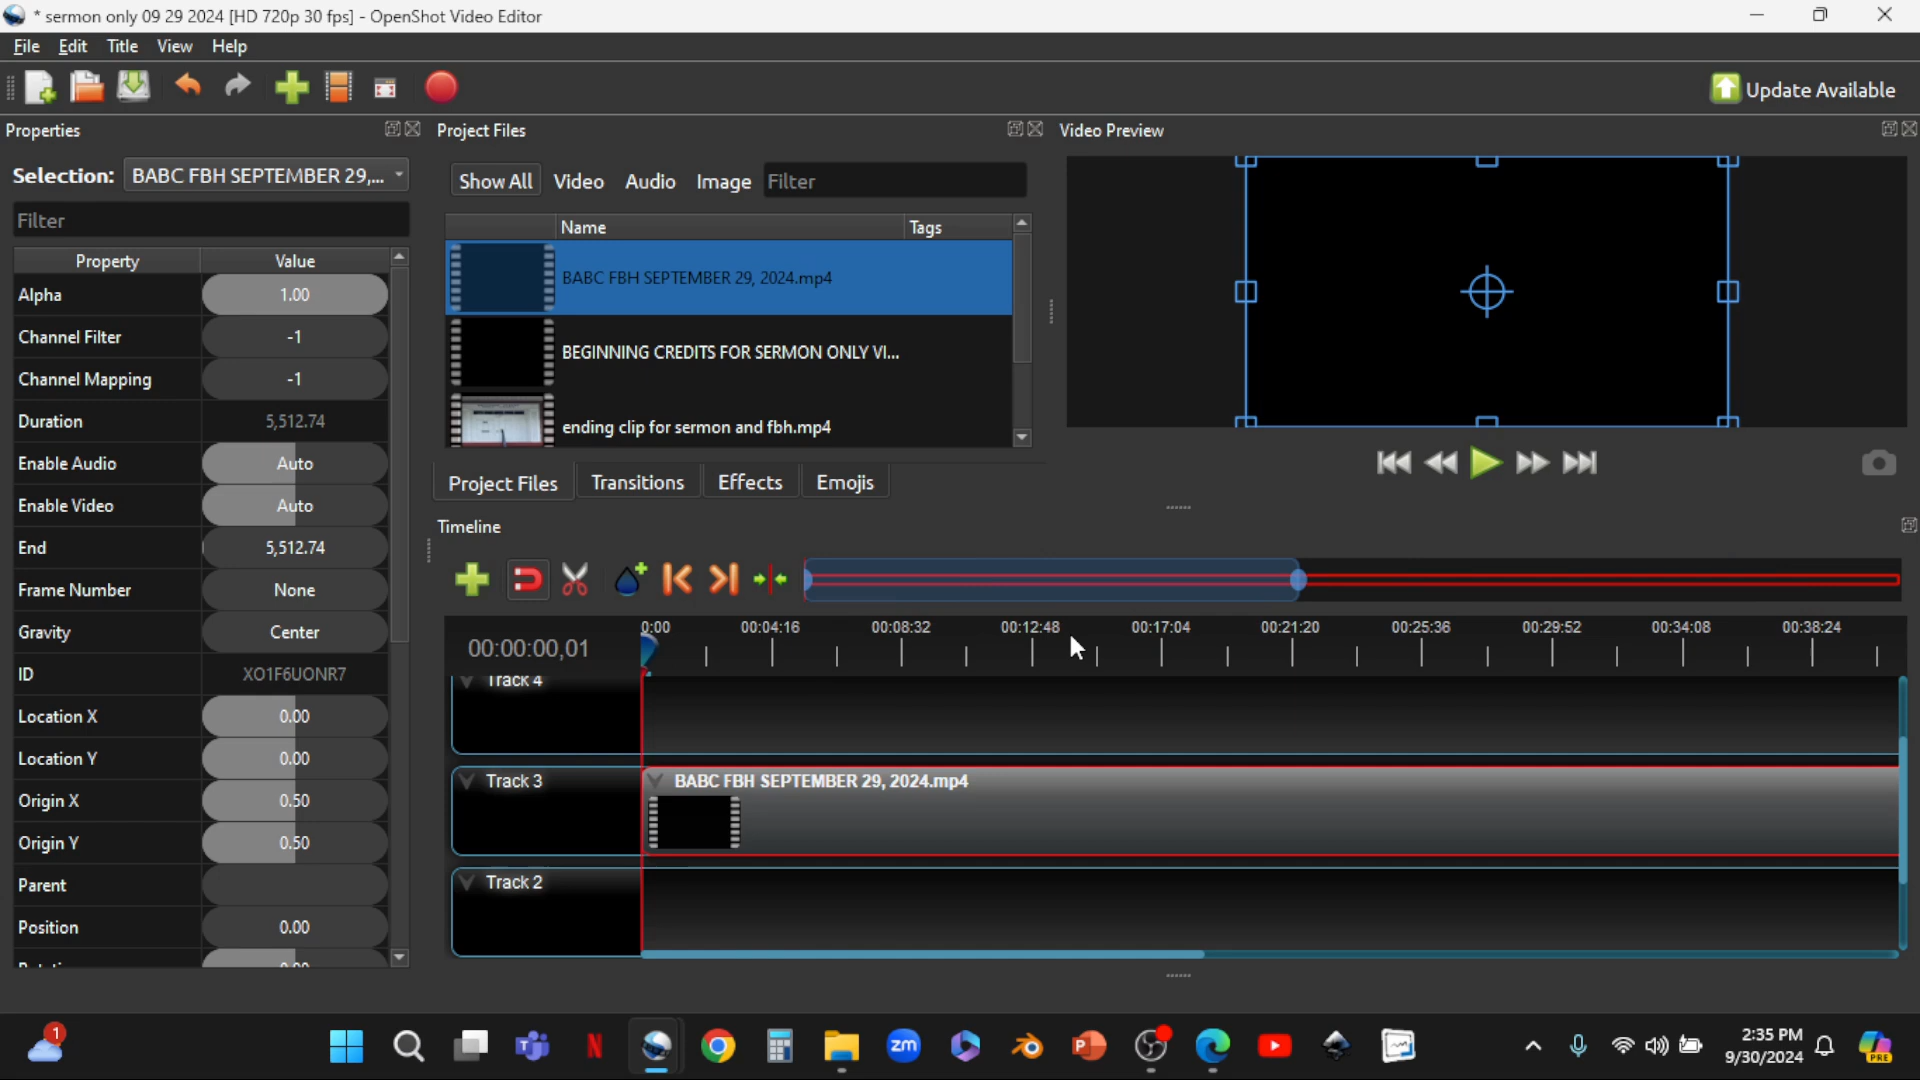 * sermon only 09 29 2024 [HD 720p 30 fps] - OpenShot Video Editor
File Edit Title View Help
Update Available
Properties
Selection: BABC FBH SEPTEMBER 29,...
Filter
Property Value
Alpha 1.00
Channel Filter -1
Channel Mapping -1
Duration 5,512.74
Enable Audio Auto
Enable Video Auto
End 5,512.74
Frame Number None
Gravity Center
ID XO1F6UONR7
Location X 0.00
Location Y 0.00
Origin X 0.50
Origin Y 0.50
Parent
Position 0.00
Project Files
Show All Video Audio Image Filter
Name Tags
BABC FBH SEPTEMBER 29, 2024.mp4
BEGINNING CREDITS FOR SERMON ONLY VI...
ending clip for sermon and fbh.mp4
Project Files Transitions Effects Emojis
Video Preview
Timeline
00:00:00,01
0:00 00:04:16 00:08:32 00:12:48 00:17:04 00:21:20 00:25:36 00:29:52 00:34:08 00:38:24
Track 4
Track 3
BABC FBH SEPTEMBER 29, 2024.mp4
Track 2
1
T
N
zm
P
2:35 PM
9/30/2024
PRE